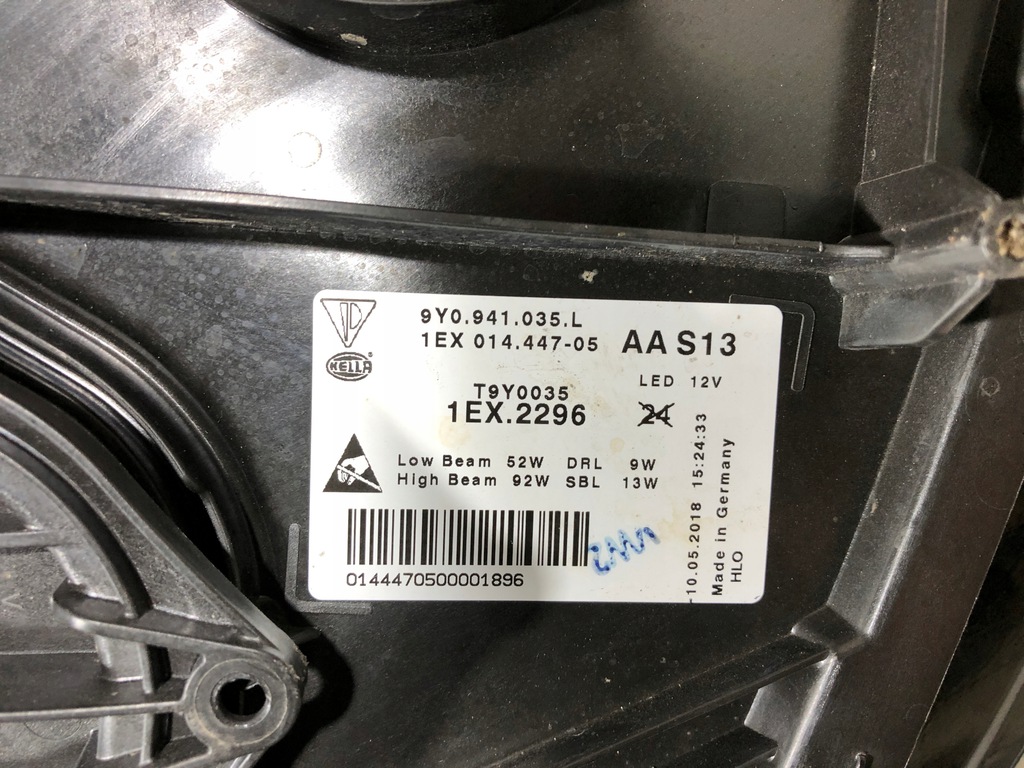 9Y0.941.035.L
1EX 014.447-05
AA S13
HELLA
LED 12V
T9Y0035
1EX.2296
24
Low Beam 52W DRL 9W
High Beam 92W SBL 13W
0144470500001896
10.05.2018 15:24:33
Made in Germany
HLO